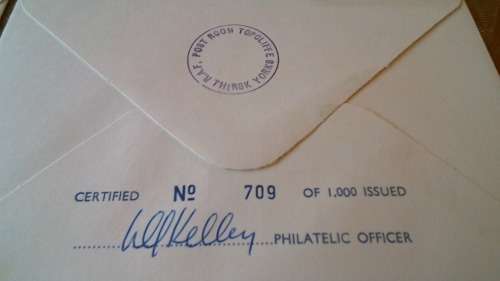 R.A.F. POST ROOM TOPCLIFFE THIRSK YORKS
CERTIFIED Nº 709 OF 1,000 ISSUED
PHILATELIC OFFICER